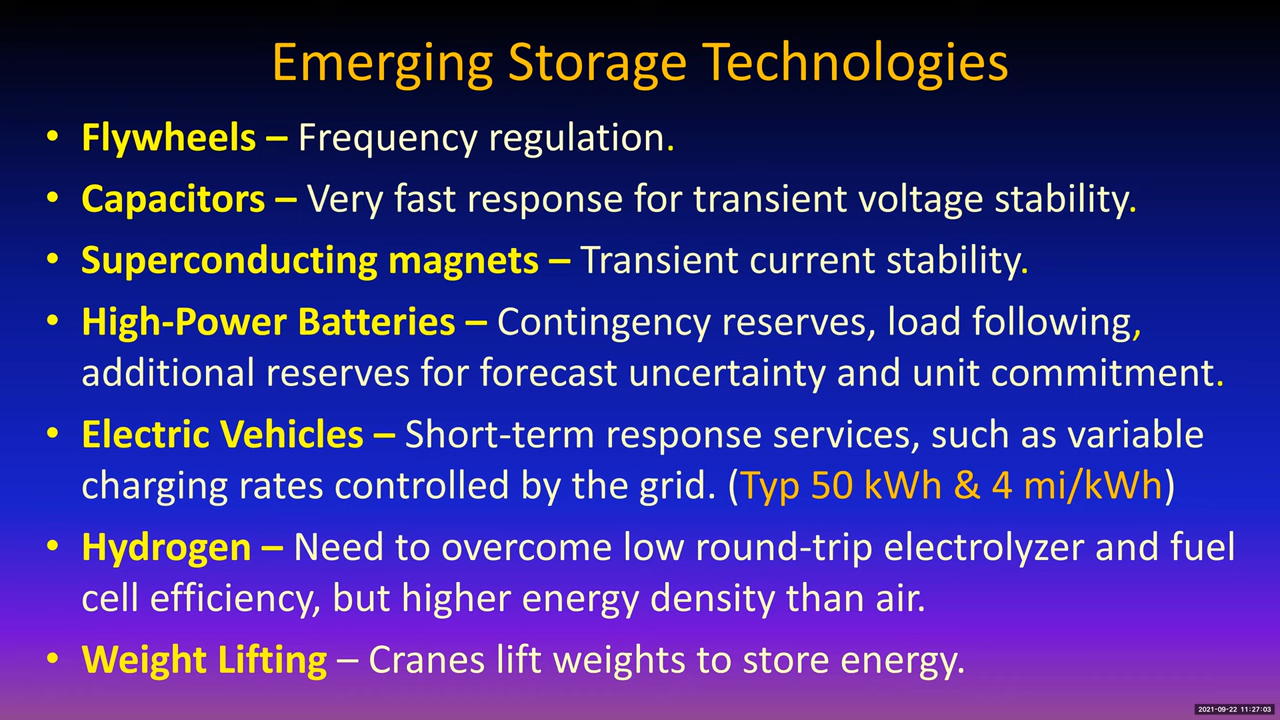 Emerging Storage Technologies
• Flywheels – Frequency regulation.
• Capacitors – Very fast response for transient voltage stability.
• Superconducting magnets – Transient current stability.
• High-Power Batteries – Contingency reserves, load following,
additional reserves for forecast uncertainty and unit commitment.
• Electric Vehicles – Short-term response services, such as variable
charging rates controlled by the grid. (Typ 50 kWh & 4 mi/kWh)
• Hydrogen – Need to overcome low round-trip electrolyzer and fuel
cell efficiency, but higher energy density than air.
• Weight Lifting – Cranes lift weights to store energy.
2021-09-22 11:27:03